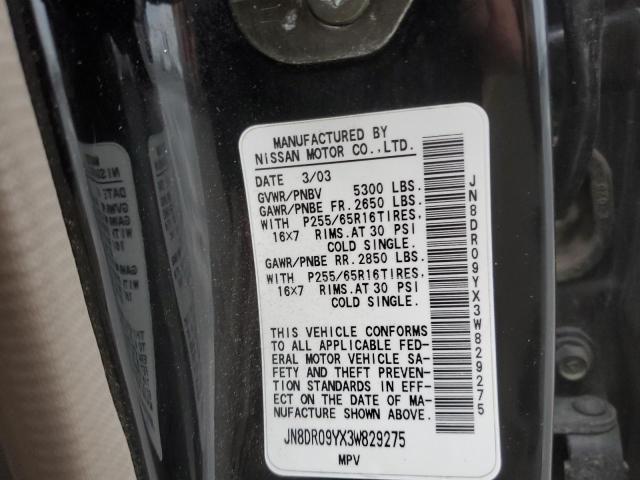 MANUFACTURED BY
NISSAN MOTOR CO.,LTD.
DATE 3/03
GVWR/PNBV 5300 LBS.
GAWR/PNBE FR. 2650 LBS.
WITH P255/65R16TIRES,
16×7 RIMS.AT 30 PSI
COLD SINGLE.
GAWR/PNBE RR. 2850 LBS.
WITH P255/65R16TIRES,
16×7 RIMS.AT 30 PSI
COLD SINGLE.
THIS VEHICLE CONFORMS
TO ALL APPLICABLE FED-
ERAL MOTOR VEHICLE SA-
FETY AND THEFT PREVEN-
TION STANDARDS IN EFF-
ECT ON THE DATE OF MA-
NUFACTURE SHOWN ABOVE.
JN8DR09YX3W829275
MPV
JN8DR09YX3W829275